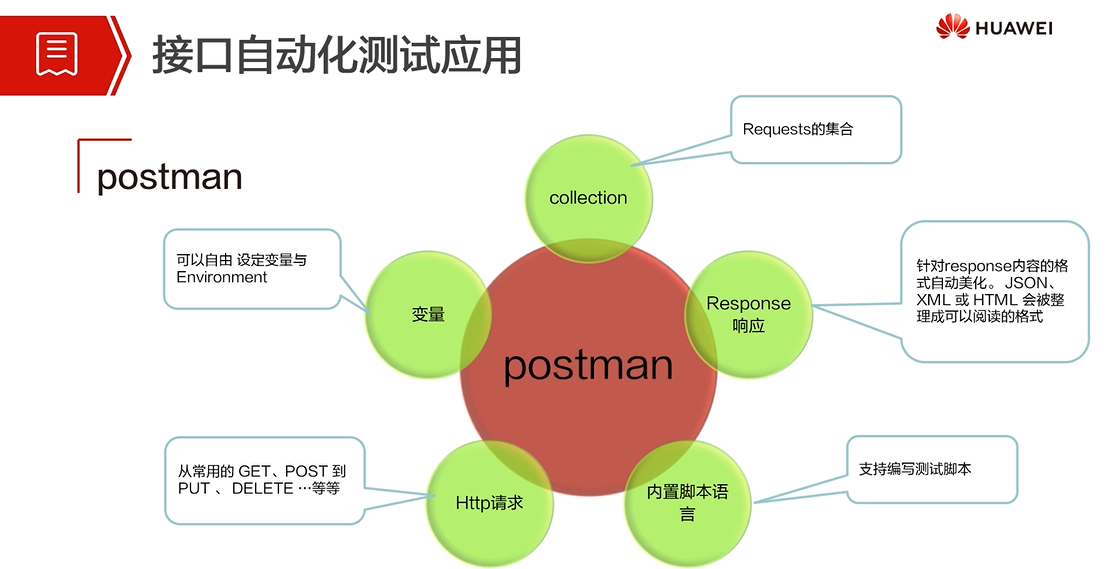 接口自动化测试应用
HUAWEI
postman
Requests的集合
collection
可以自由 设定变量与
Environment
变量
Response
响应
针对response内容的格
式自动美化。 JSON、
XML 或 HTML 会被整
理成可以阅读的格式
postman
从常用的 GET、POST 到
PUT 、 DELETE …等等
Http请求
内置脚本语
言
支持编写测试脚本